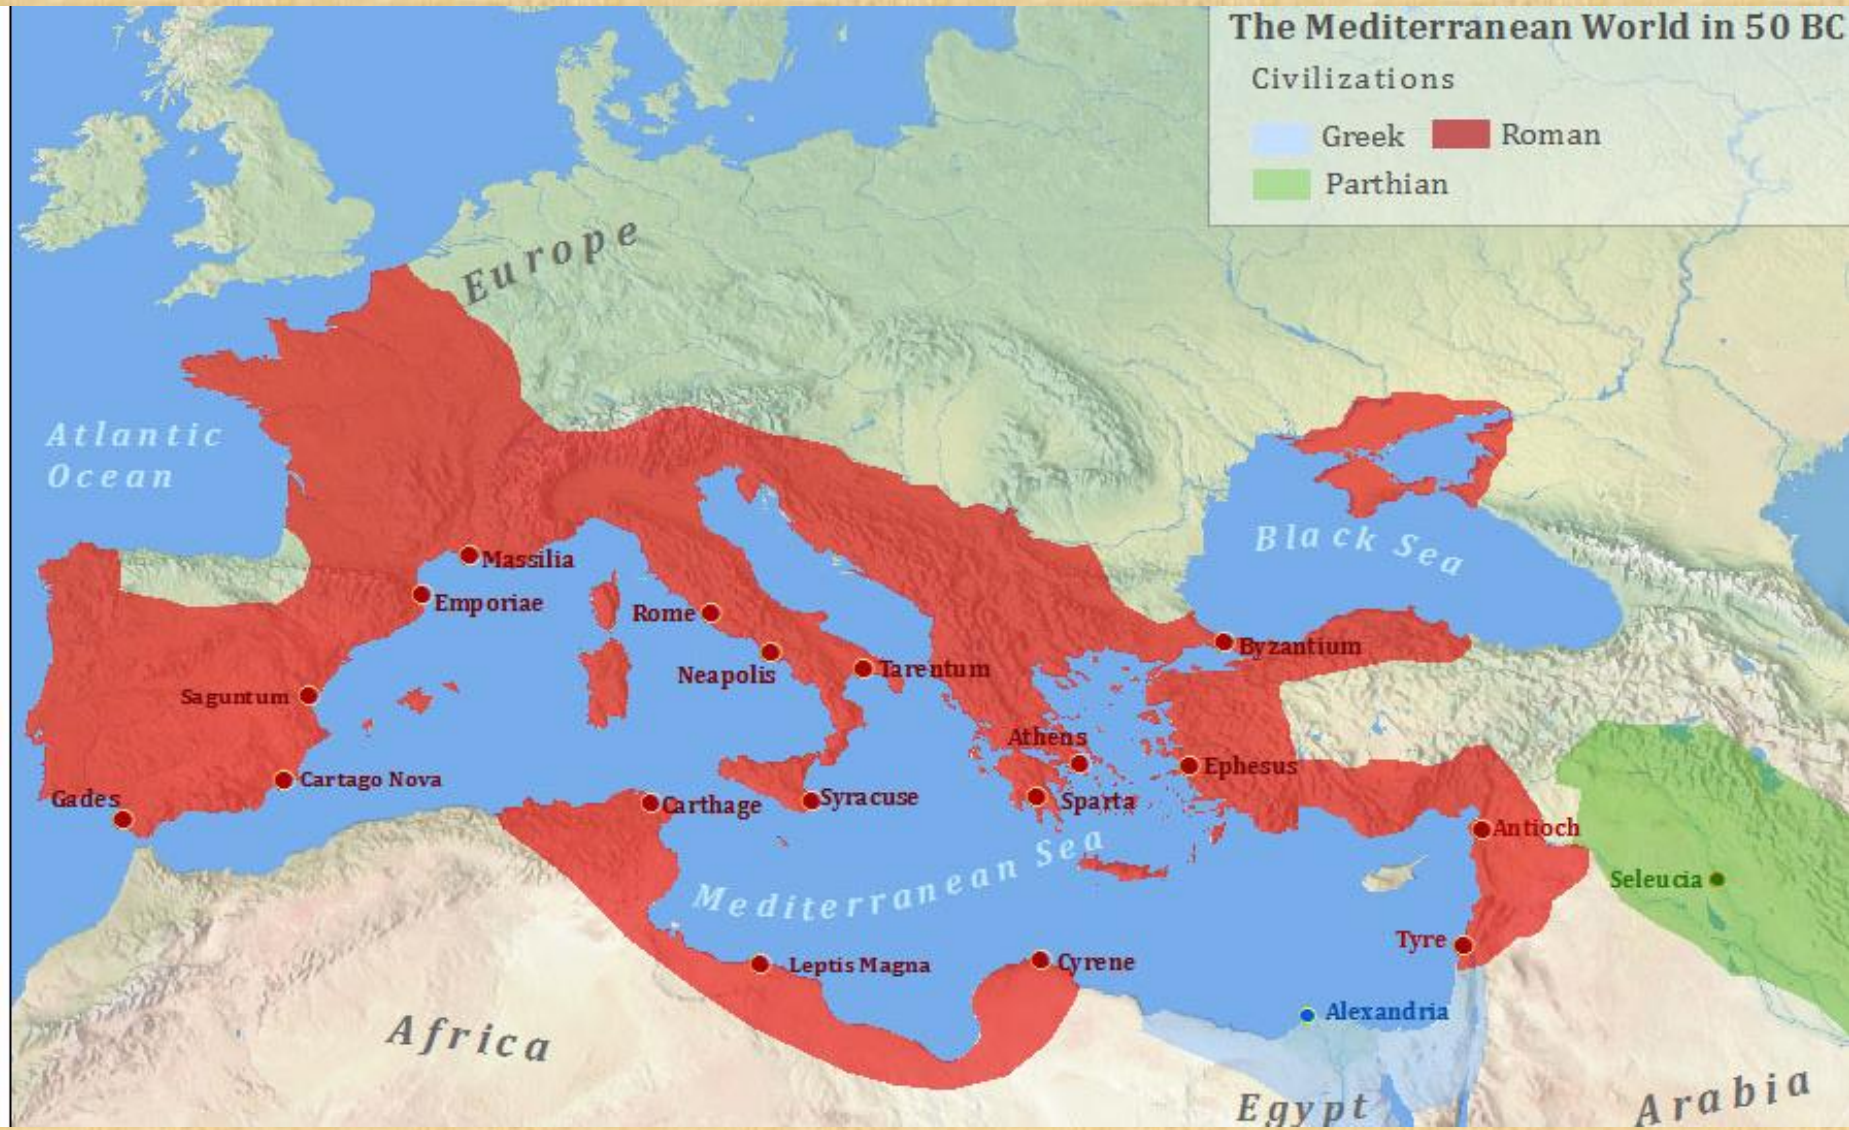 The Mediterranean World in 50 BC
Civilizations
Greek Roman
Parthian
Europe
Atlantic
Ocean
Black Sea
Massilia
Emporiae
Rome
Byzantium
Neapolis
Tarentum
Saguntum
Athens
Ephesus
Cartago Nova
Gades
Carthage
Syracuse
Sparta
Antioch
Mediterranean Sea
Seleucia
Tyre
Leptis Magna
Cyrene
Alexandria
Africa
Egypt
Arabia